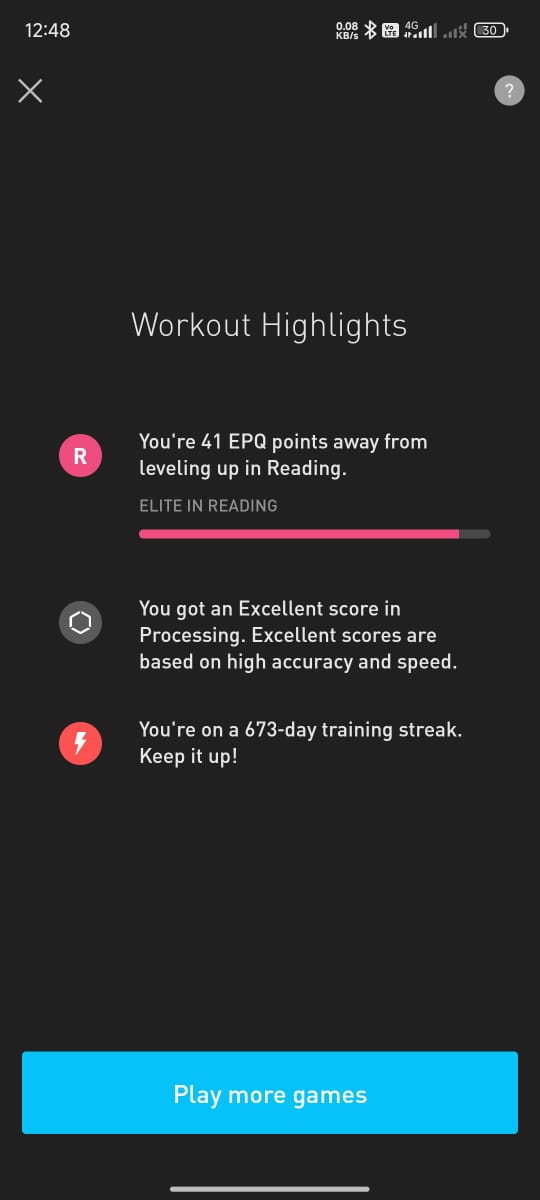 12:48
0.08
KB/s
Vo
LTE
4G
30
?
Workout Highlights
R
You're 41 EPQ points away from
leveling up in Reading.
ELITE IN READING
You got an Excellent score in
Processing. Excellent scores are
based on high accuracy and speed.
You're on a 673-day training streak.
Keep it up!
Play more games